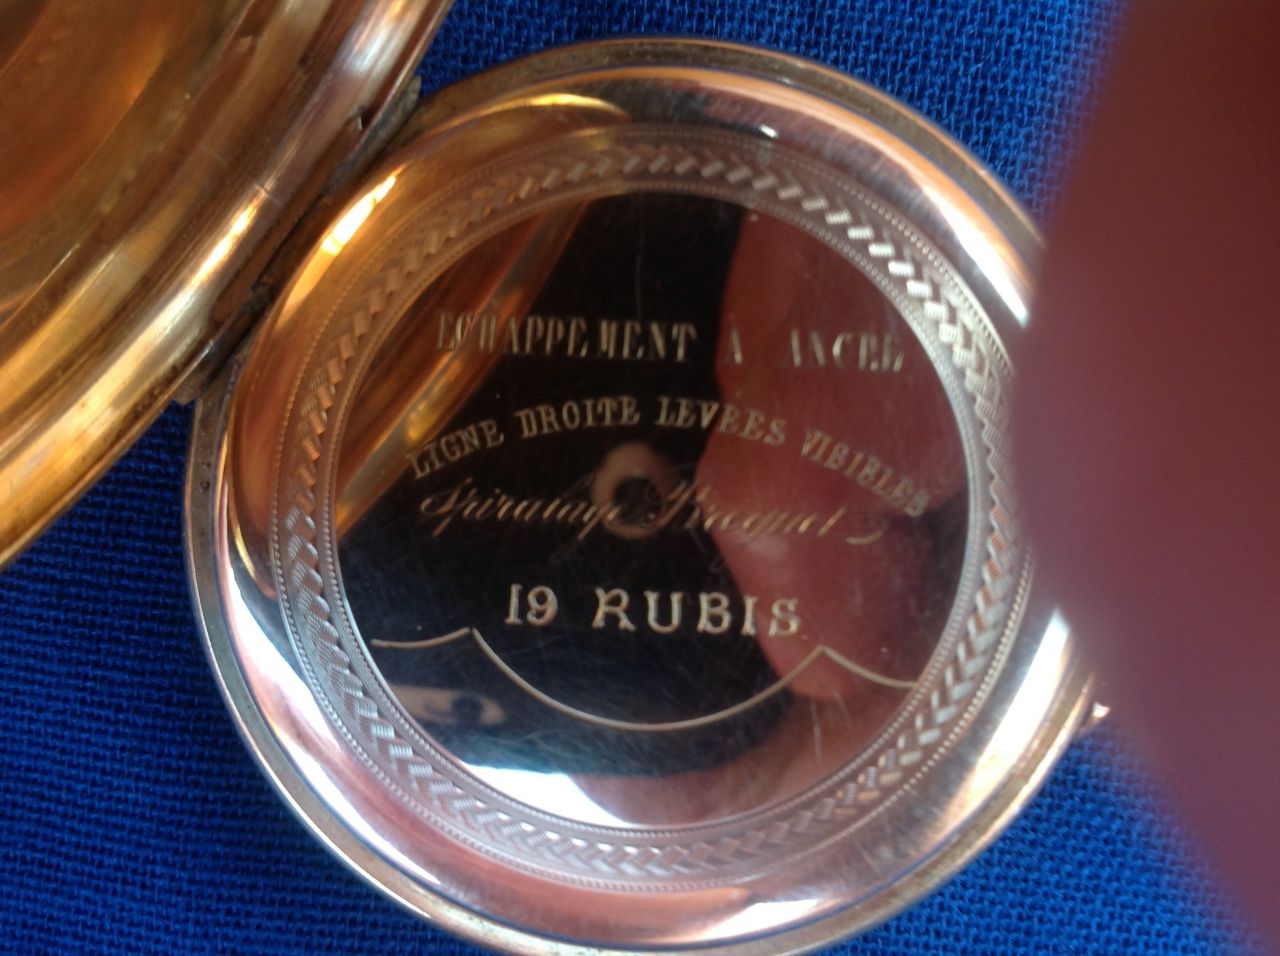 ECHAPPEMENT À ANCRE
LIGNE DROITE LEVEES VISIBLES
Spiralage Breguet
19 RUBIS